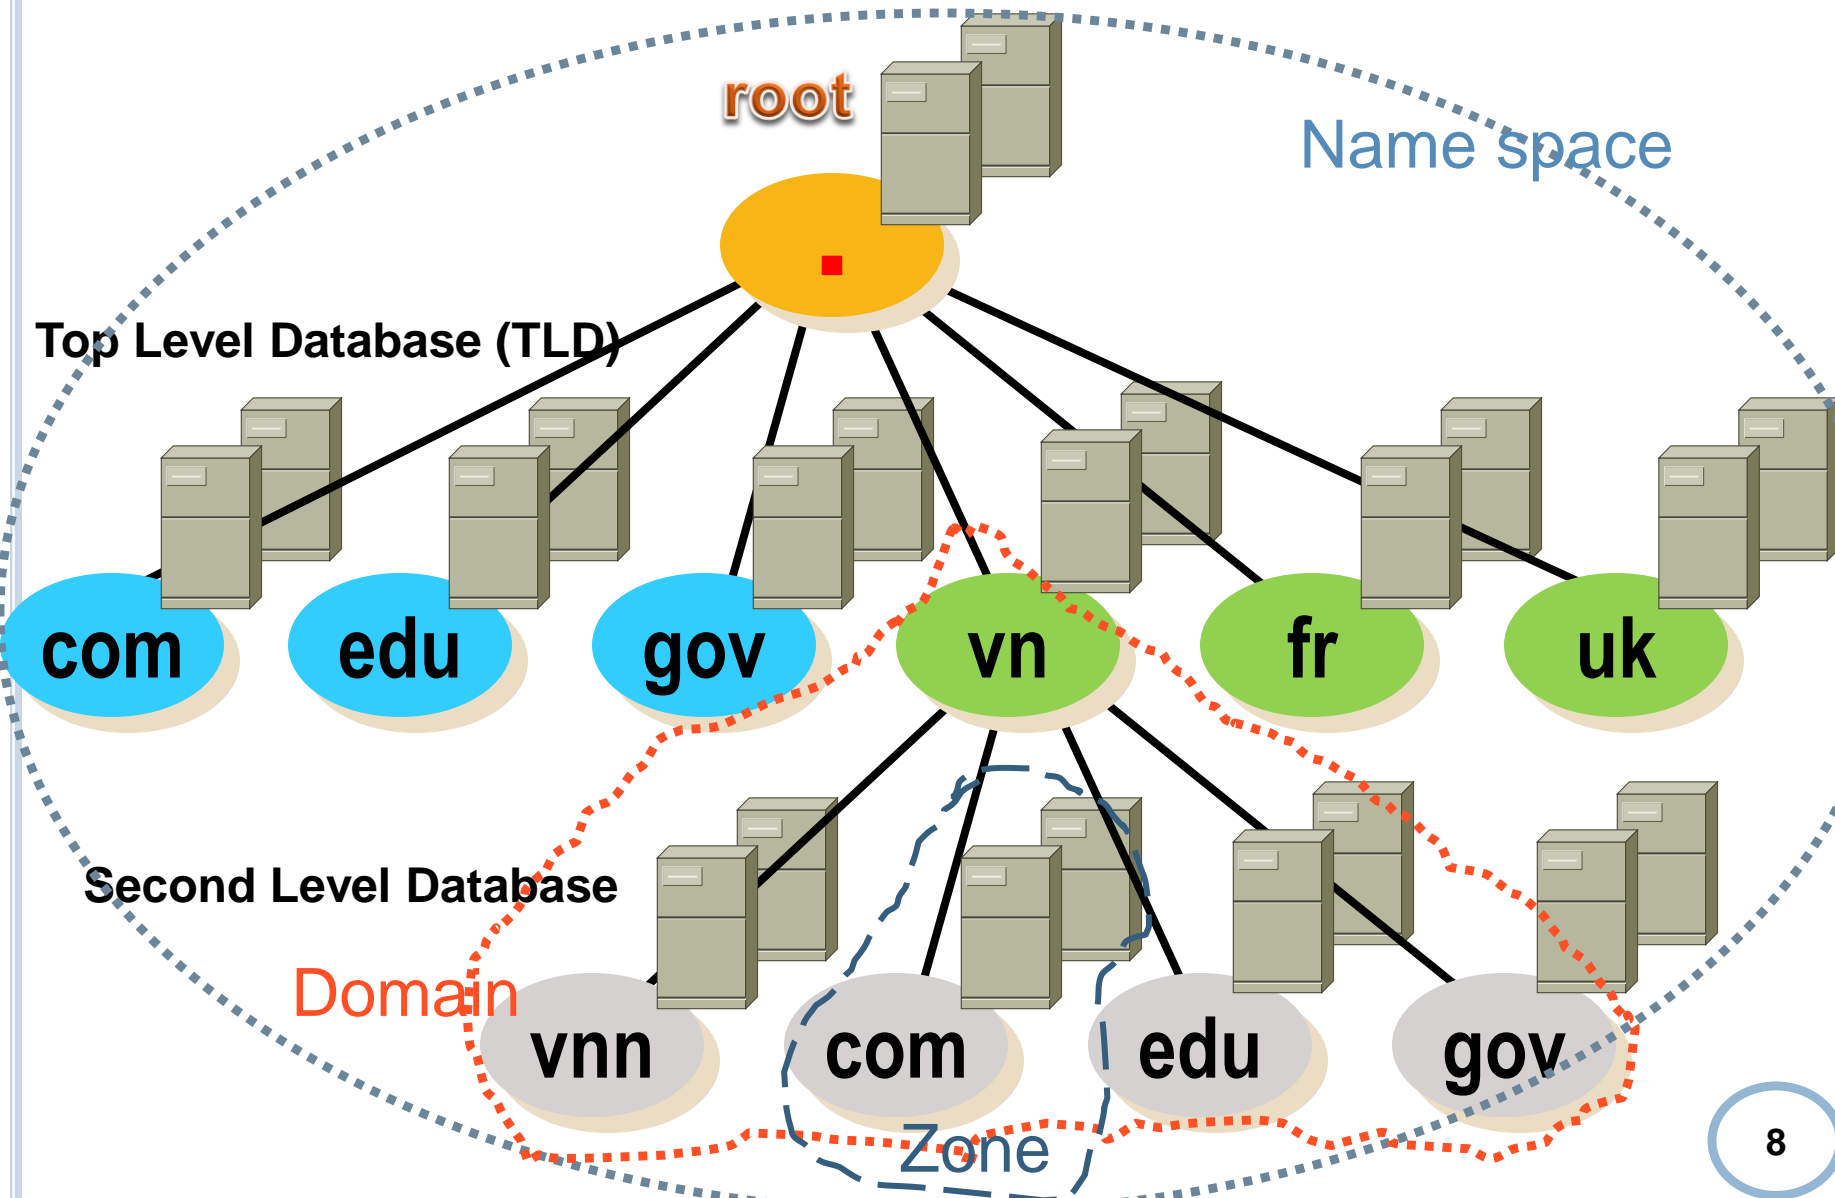 root
Name space
.
Top Level Database (TLD)
com edu gov vn fr uk
Second Level Database
Domain
vnn com edu gov
Zone
8